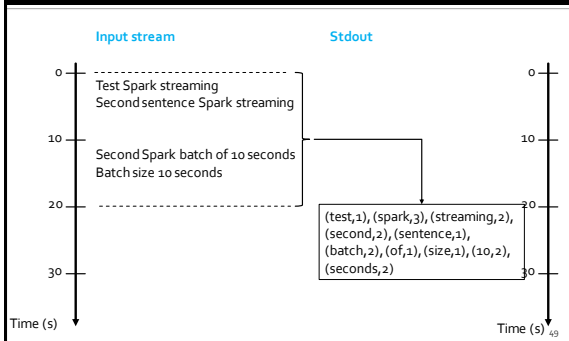 Input stream
Stdout
0
0
Test Spark streaming
Second sentence Spark streaming
10
10
Second Spark batch of 10 seconds
Batch size 10 seconds
20
20
(test,1), (spark,3), (streaming,2),
(second,2), (sentence,1),
(batch,2), (of,1), (size,1), (10,2),
(seconds,2)
30
30
Time (s)
Time (s)
49